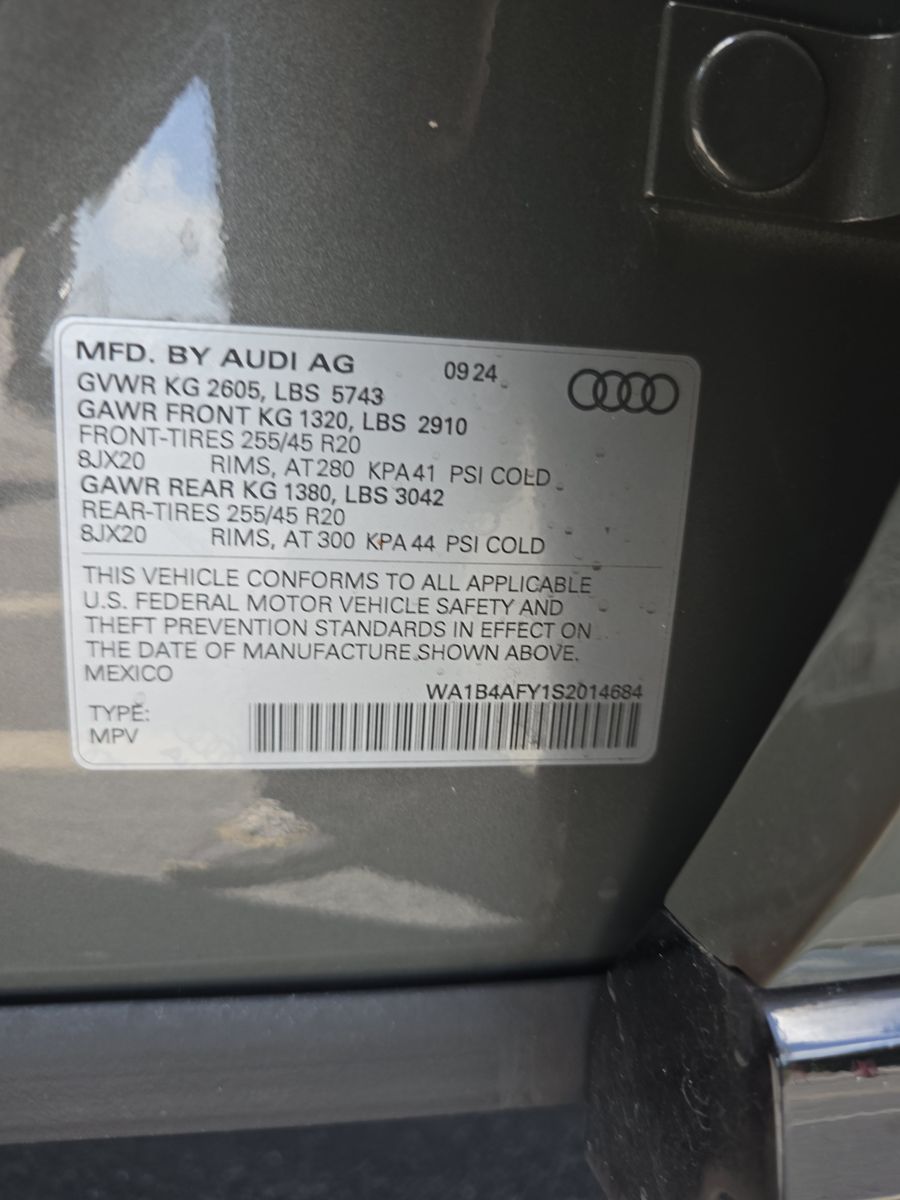 MFD. BY AUDI AG 09 24
GVWR KG 2605, LBS 5743
GAWR FRONT KG 1320, LBS 2910
FRONT-TIRES 255/45 R20
8JX20 RIMS, AT 280 KPA 41 PSI COLD
GAWR REAR KG 1380, LBS 3042
REAR-TIRES 255/45 R20
8JX20 RIMS, AT 300 KPA 44 PSI COLD
THIS VEHICLE CONFORMS TO ALL APPLICABLE
U.S. FEDERAL MOTOR VEHICLE SAFETY AND
THEFT PREVENTION STANDARDS IN EFFECT ON
THE DATE OF MANUFACTURE SHOWN ABOVE.
MEXICO
WA1B4AFY1S2014684
TYPE:
MPV